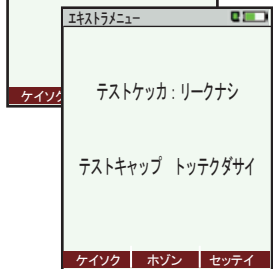 エキストラメニュー
テストケッカ : リークナシ
テストキャップ トッテクダサイ
ケイソク ホゾン セッテイ
ケイソク